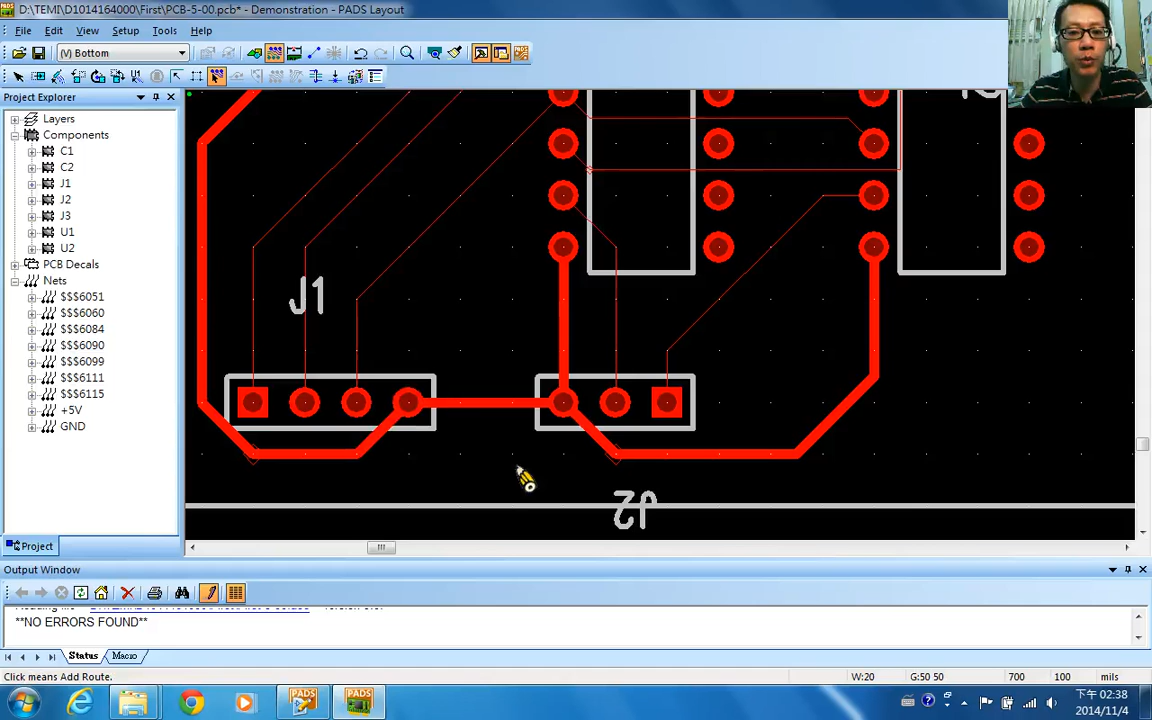 D:\TEMI\D1014164000\First\PCB-5-00.pcb* - Demonstration - PADS Layout
File Edit View Setup Tools Help
(V) Bottom
Project Explorer
Layers
Components
C1
C2
J1
J2
J3
U1
U2
PCB Decals
Nets
$$$6051
$$$6060
$$$6084
$$$6090
$$$6099
$$$6111
$$$6115
+5V
GND
J1
J2
Project
Output Window
**NO ERRORS FOUND**
Status Macro
Click means Add Route.
W:20 G:50 50 700 100 mils
下午 02:38
2014/11/4